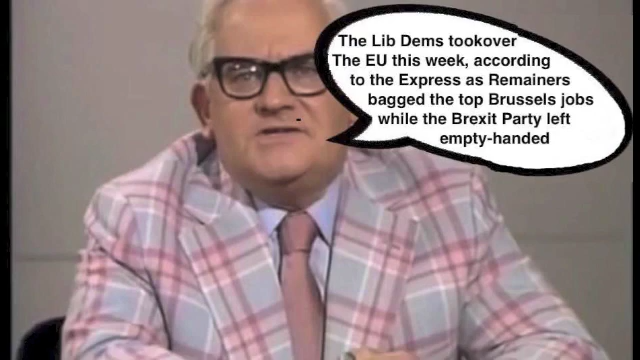 The Lib Dems tookover
The EU this week, according
to the Express as Remainers
bagged the top Brussels jobs
while the Brexit Party left
empty-handed